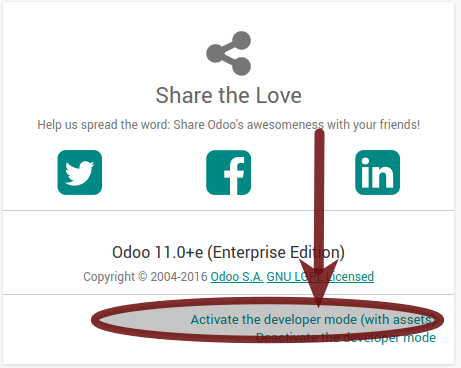 Share the Love
Help us spread the word: Share Odoo's awesomeness with your friends!
Odoo 11.0+e (Enterprise Edition)
Copyright © 2004-2016 Odoo S.A. GNU LGPL Licensed
Activate the developer mode (with assets)
Deactivate the developer mode